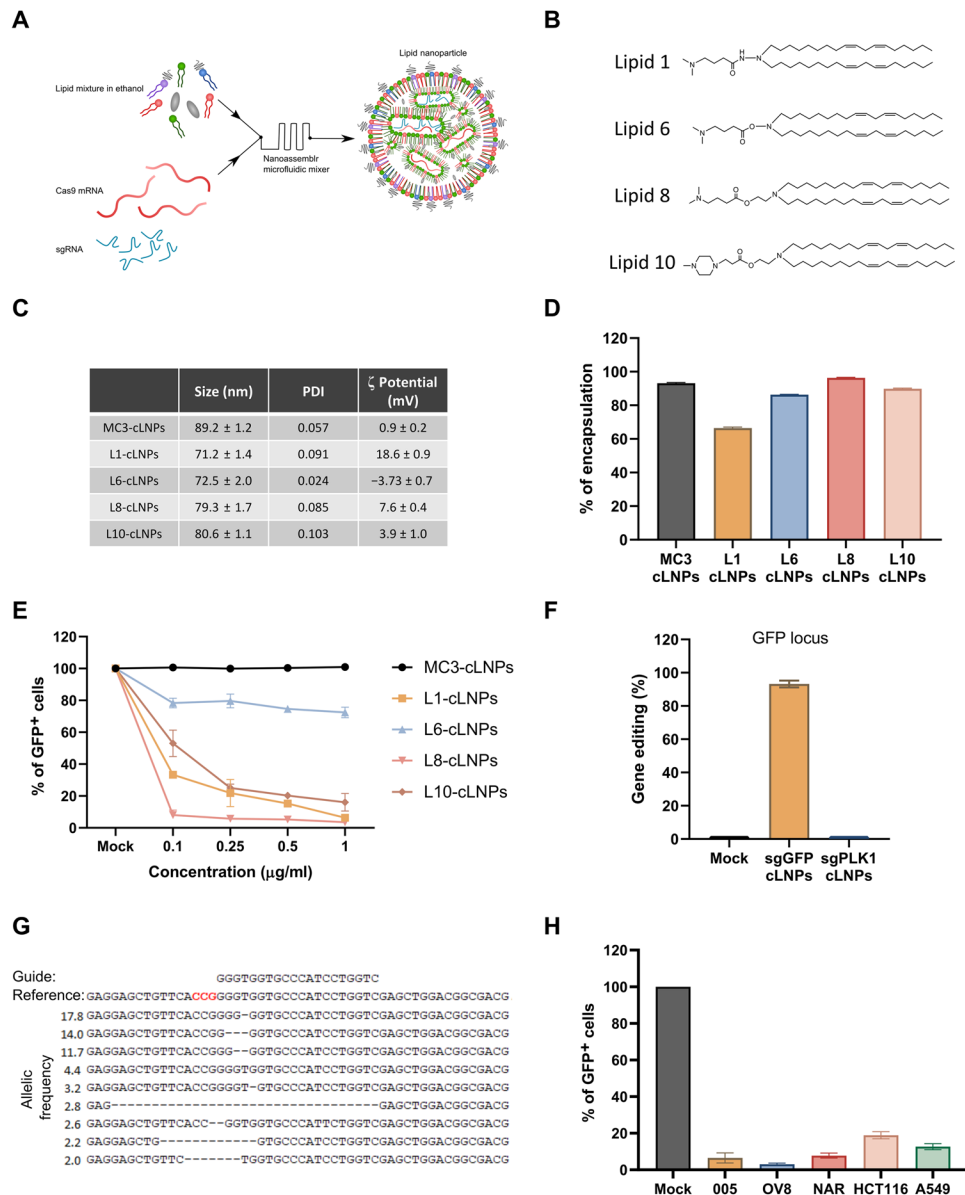 A
Lipid mixture in ethanol
Cas9 mRNA
sgRNA
Nanoassemblr
microfluidic mixer
Lipid nanoparticle
B
Lipid 1
Lipid 6
Lipid 8
Lipid 10
N
O
H
N
N
N
O
O
N
N
O
O
N
N
N
O
O
N
C
Size (nm) PDI ζ Potential (mV)
MC3-cLNPs 89.2 ± 1.2 0.057 0.9 ± 0.2
L1-cLNPs 71.2 ± 1.4 0.091 18.6 ± 0.9
L6-cLNPs 72.5 ± 2.0 0.024 −3.73 ± 0.7
L8-cLNPs 79.3 ± 1.7 0.085 7.6 ± 0.4
L10-cLNPs 80.6 ± 1.1 0.103 3.9 ± 1.0
D
% of encapsulation
120
100
80
60
40
20
0
MC3 L1 L6 L8 L10
cLNPs cLNPs cLNPs cLNPs cLNPs
E
% of GFP+ cells
120
100
80
60
40
20
0
Mock 0.1 0.25 0.5 1
Concentration (μg/ml)
MC3-cLNPs
L1-cLNPs
L6-cLNPs
L8-cLNPs
L10-cLNPs
F
GFP locus
Gene editing (%)
120
100
80
60
40
20
0
Mock sgGFP sgPLK1
cLNPs cLNPs
G
Guide: GGGTGGTGCCCATCCTGGTC
Reference: GAGGAGCTGTTCACCGGGGTGGTGCCCATCCTGGTCGAGCTGGACGGCGACG
Allelic
frequency
17.8 GAGGAGCTGTTCACCGGGG-GGTGCCCATCCTGGTCGAGCTGGACGGCGACG
14.0 GAGGAGCTGTTCACCGG---GGTGCCCATCCTGGTCGAGCTGGACGGCGACG
11.7 GAGGAGCTGTTCACCGGG--GGTGCCCATCCTGGTCGAGCTGGACGGCGACG
4.4 GAGGAGCTGTTCACCGGGGTGGTGCCCATCCTGGTCGAGCTGGACGGCGACG
3.2 GAGGAGCTGTTCACCGGGGT-GTGCCCATCCTGGTCGAGCTGGACGGCGACG
2.8 GAG---------------------------------GAGCTGGACGGCGACG
2.6 GAGGAGCTGTTCACC--GGTGGTGCCCATTCTGGTCGAGCTGGACGGCGACG
2.2 GAGGAGCTG------------GTGCCCATCCTGGTCGAGCTGGACGGCGACG
2.0 GAGGAGCTGTTC-------TGGTGCCCATCCTGGTCGAGCTGGACGGCGACG
H
% of GFP+ cells
120
100
80
60
40
20
0
Mock 005 OV8 NAR HCT116 A549